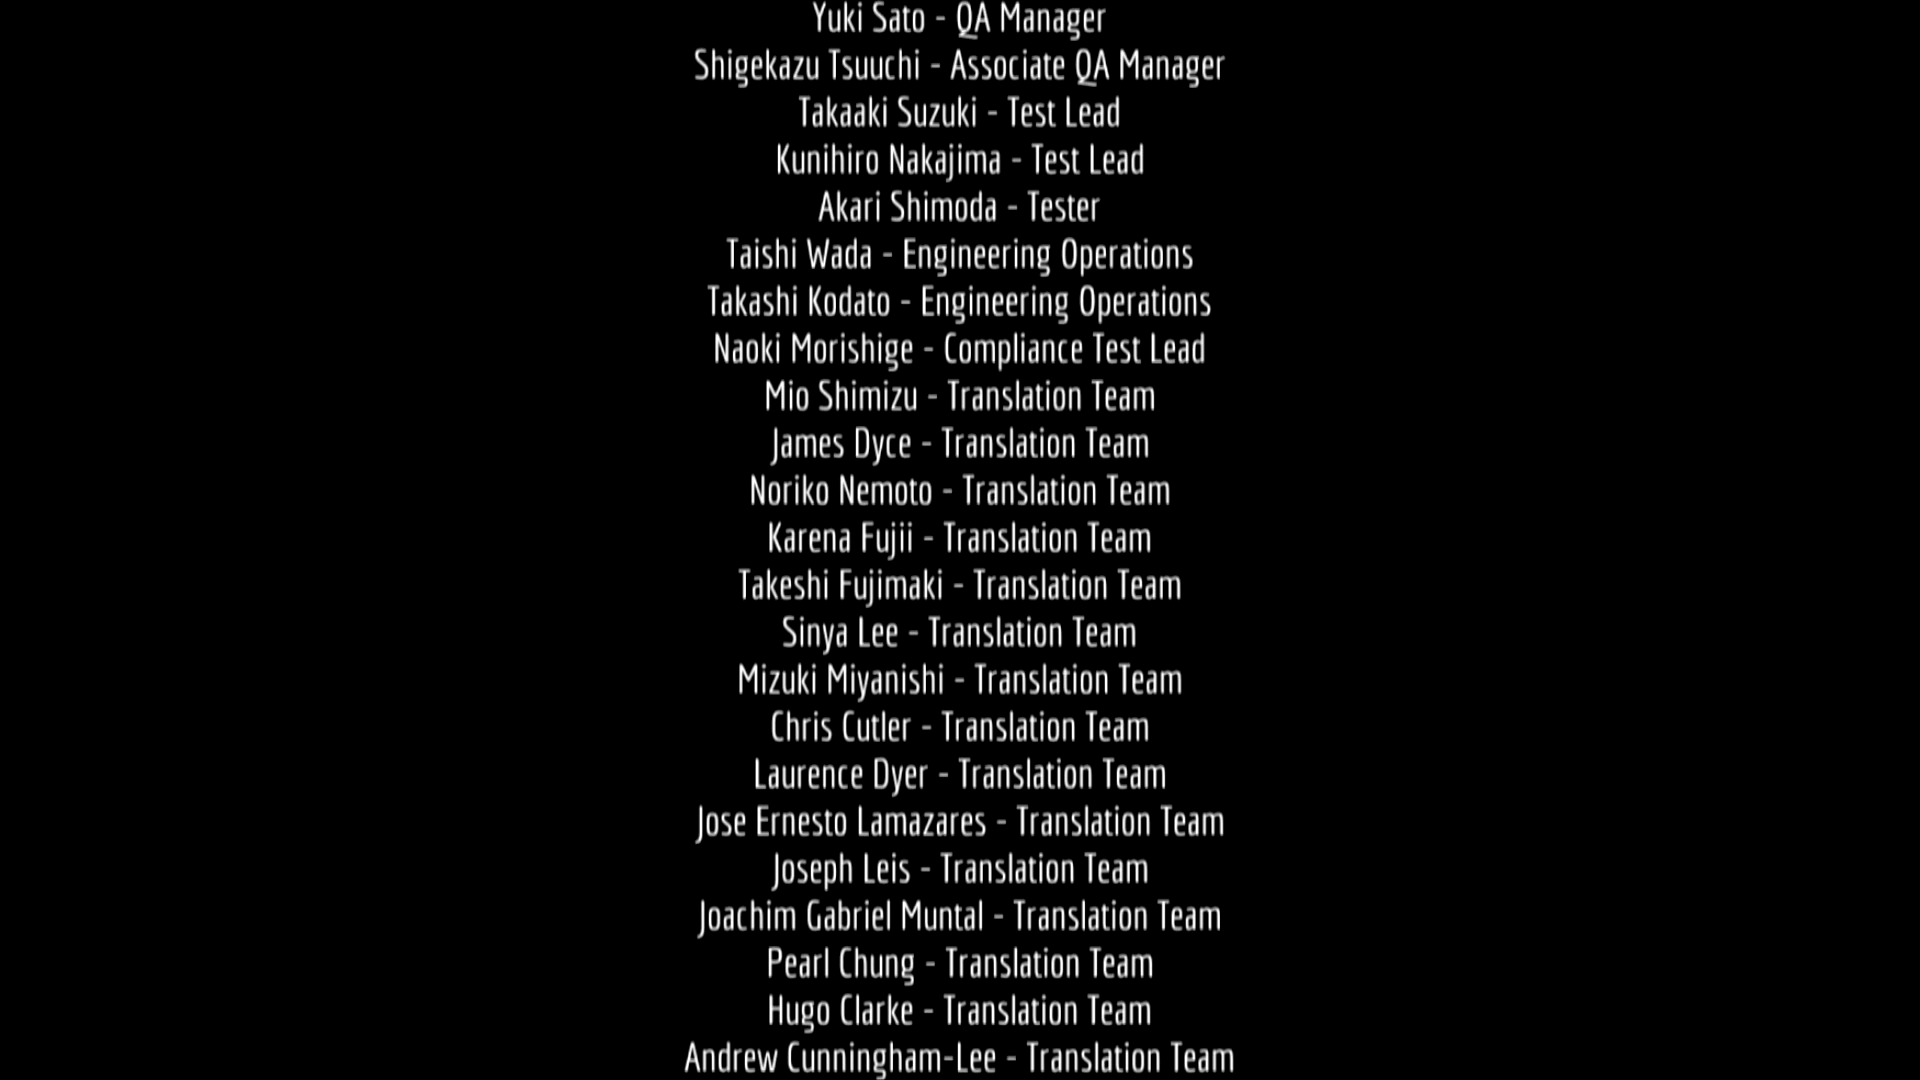 Yuki Sato - QA Manager
Shigekazu Tsuuchi - Associate QA Manager
Takaaki Suzuki - Test Lead
Kunihiro Nakajima - Test Lead
Akari Shimoda - Tester
Taishi Wada - Engineering Operations
Takashi Kodato - Engineering Operations
Naoki Morishige - Compliance Test Lead
Mio Shimizu - Translation Team
James Dyce - Translation Team
Noriko Nemoto - Translation Team
Karena Fujii - Translation Team
Takeshi Fujimaki - Translation Team
Sinya Lee - Translation Team
Mizuki Miyanishi - Translation Team
Chris Cutler - Translation Team
Laurence Dyer - Translation Team
Jose Ernesto Lamazares - Translation Team
Joseph Leis - Translation Team
Joachim Gabriel Muntal - Translation Team
Pearl Chung - Translation Team
Hugo Clarke - Translation Team
Andrew Cunningham-Lee - Translation Team